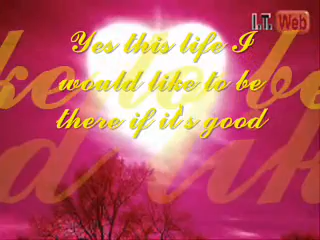 I.T. Web
Yes this life I
would like to be
there if it's good